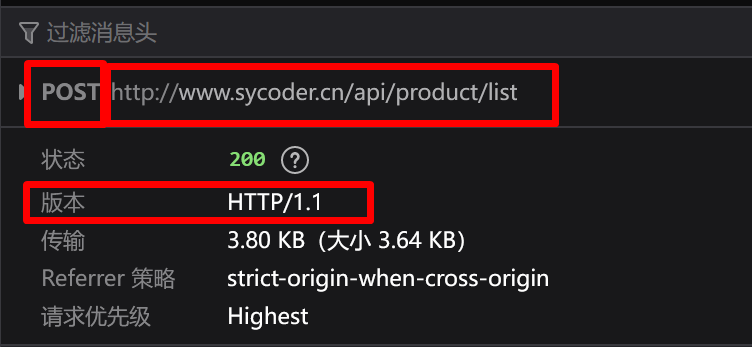 过滤消息头
POST http://www.sycoder.cn/api/product/list
状态 200 ?
版本 HTTP/1.1
传输 3.80 KB（大小 3.64 KB）
Referrer 策略 strict-origin-when-cross-origin
请求优先级 Highest